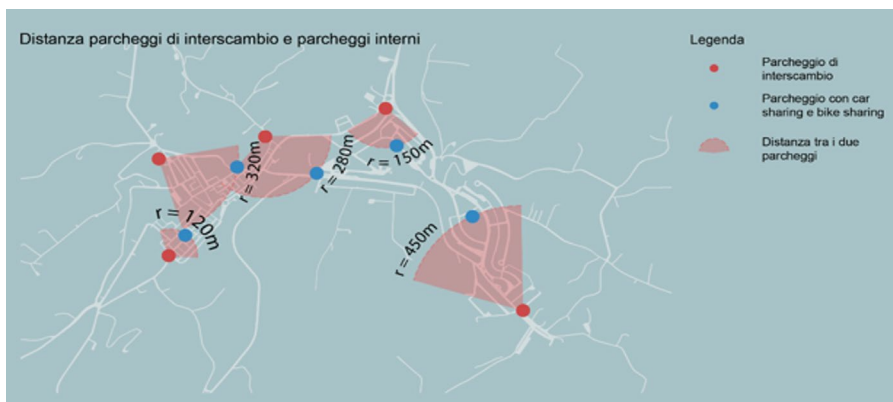 Distanza parcheggi di interscambio e parcheggi interni
Legenda
Parcheggio di
interscambio
Parcheggio con car
sharing e bike sharing
Distanza tra i due
parcheggi
r = 320m
r = 280m
r = 150m
r = 120m
r = 450m